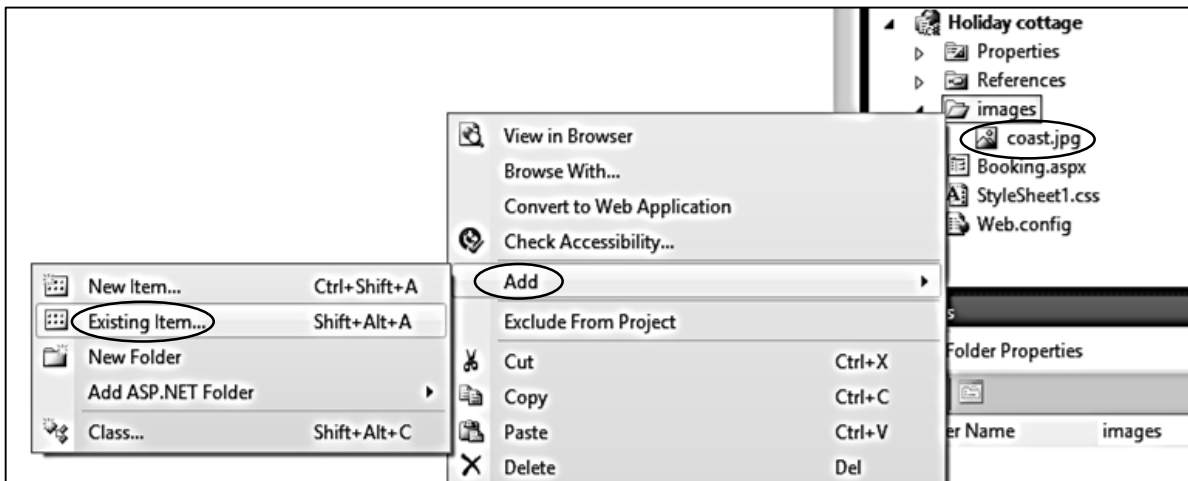 Holiday cottage
Properties
References
images
coast.jpg
Booking.aspx
StyleSheet1.css
Web.config
View in Browser
Browse With...
Convert to Web Application
Check Accessibility...
Add
Exclude From Project
Cut Ctrl+X
Copy Ctrl+C
Paste Ctrl+V
Delete Del
New Item... Ctrl+Shift+A
Existing Item... Shift+Alt+A
New Folder
Add ASP.NET Folder
Class... Shift+Alt+C
s
Folder Properties
er Name images